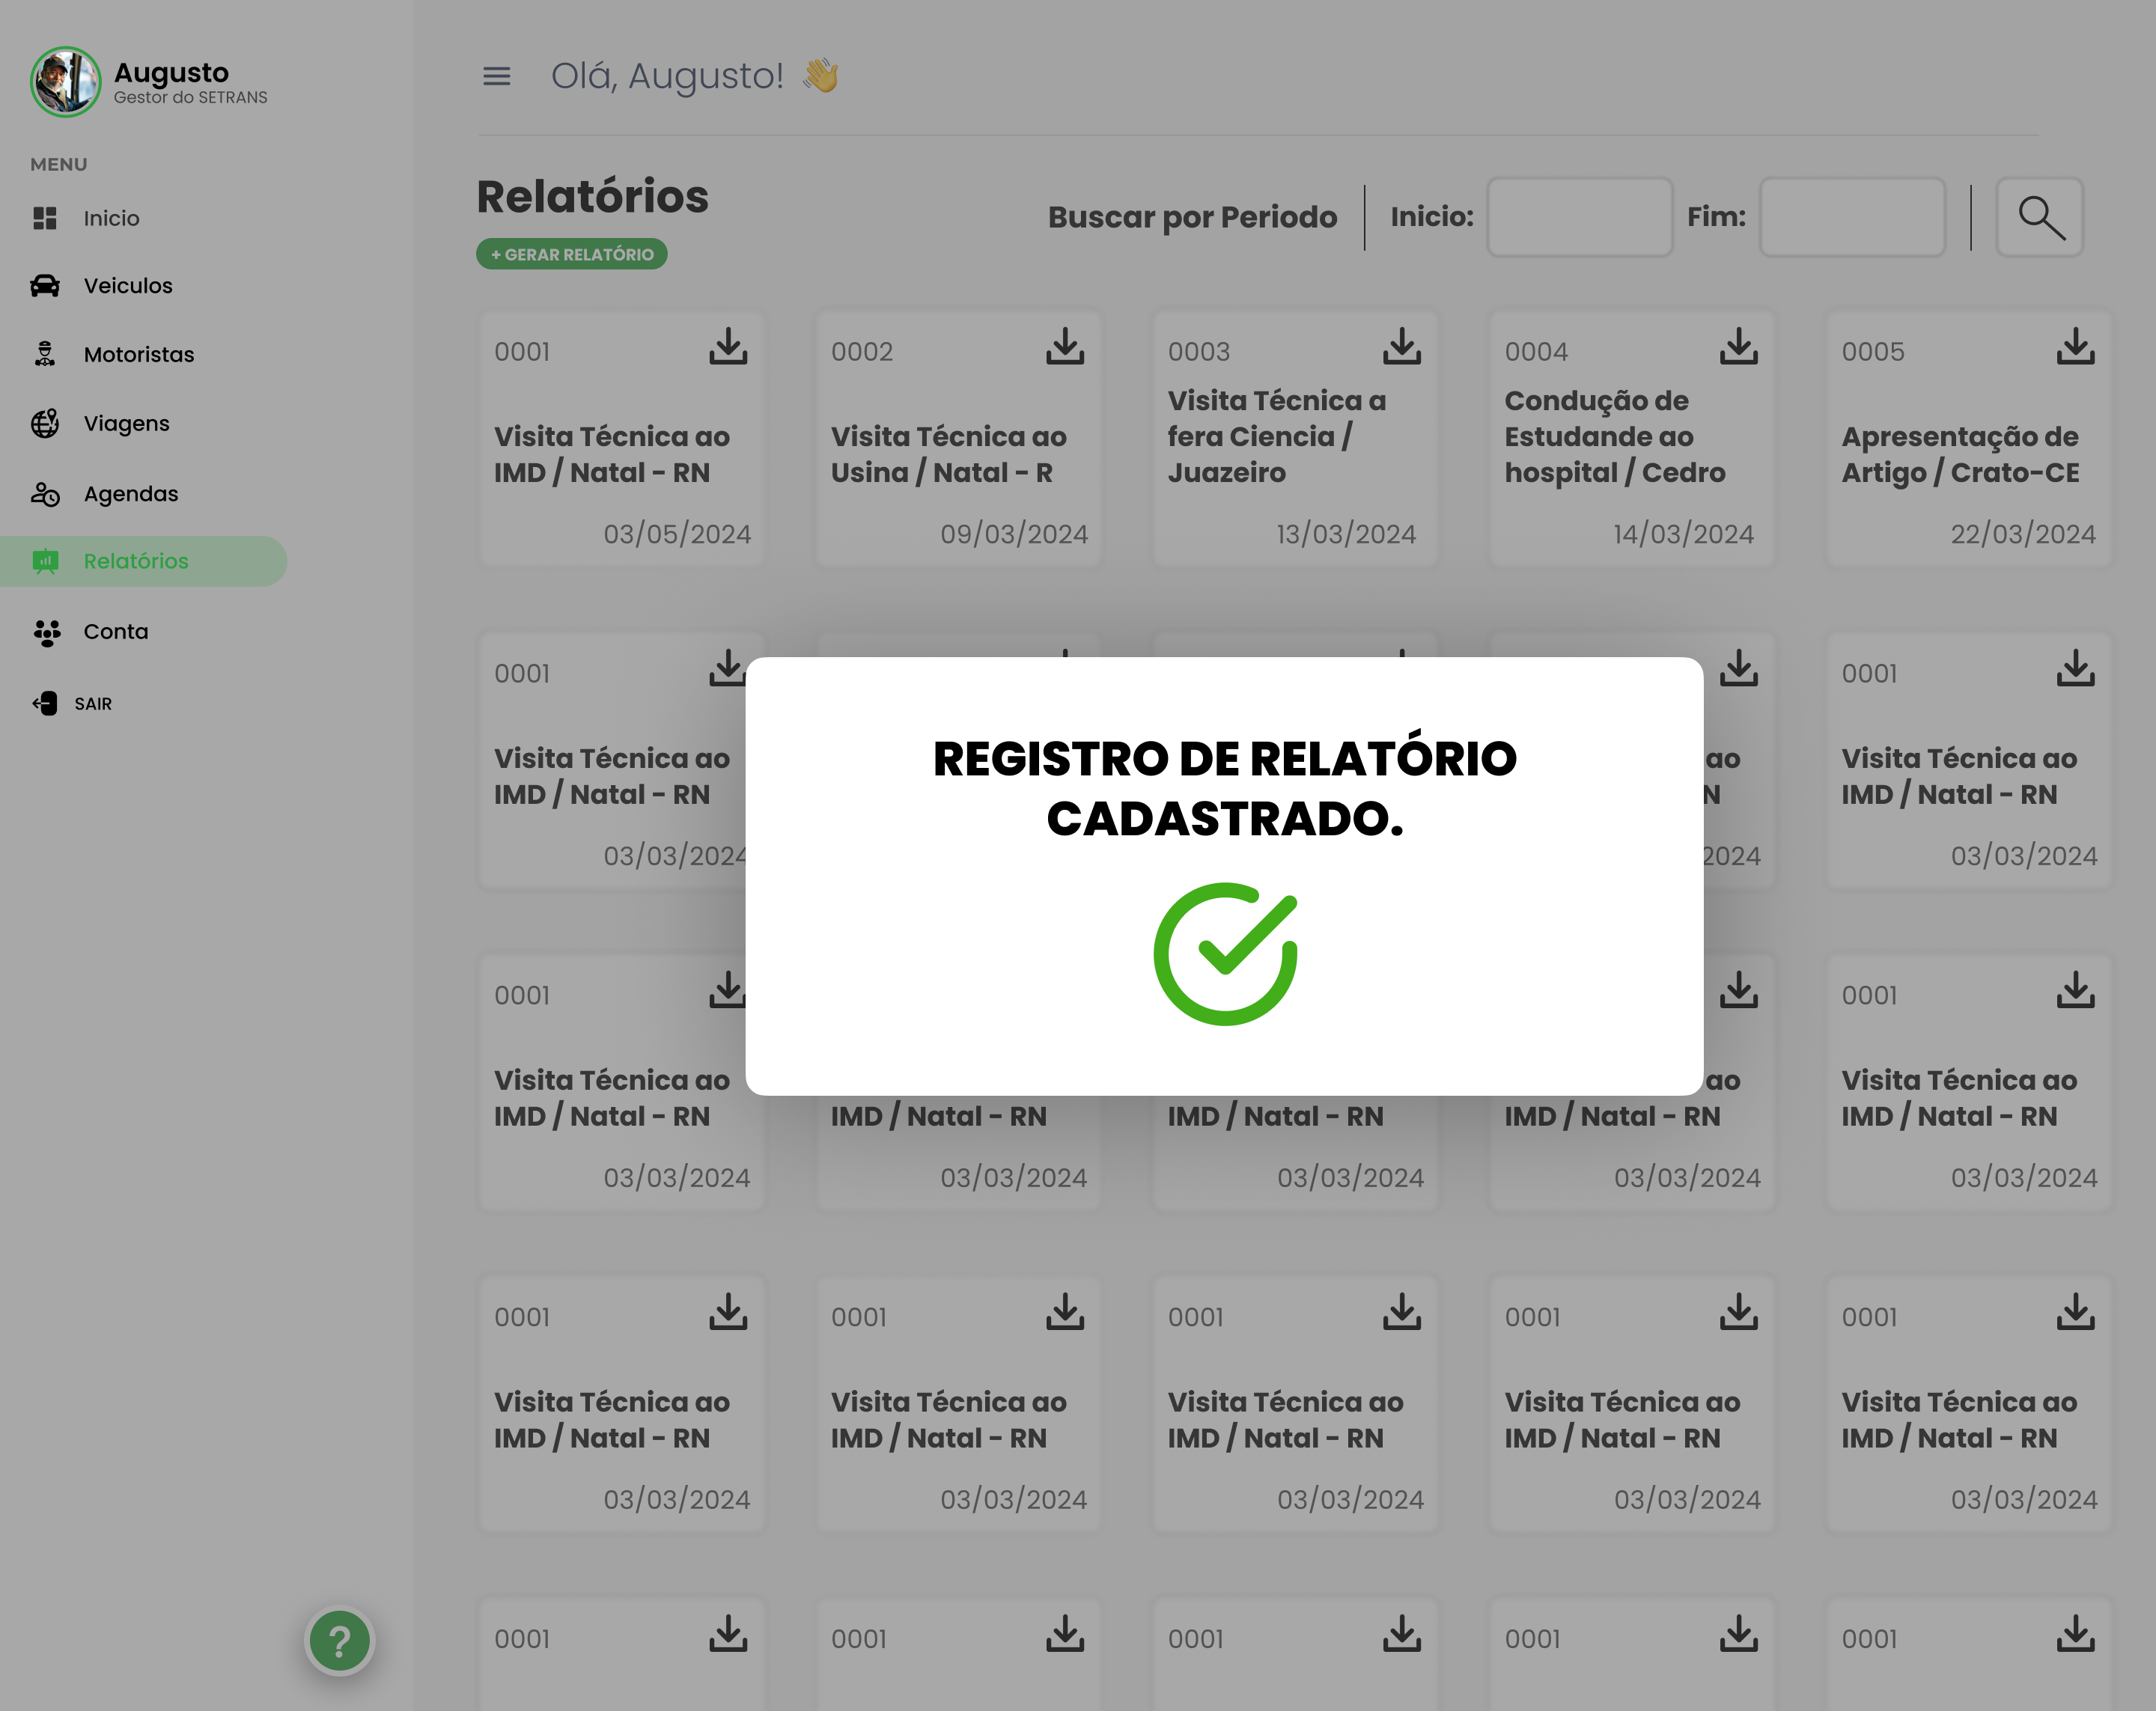 Augusto
Gestor do SETRANS
MENU
Inicio
Veiculos
Motoristas
Viagens
Agendas
Relatórios
Conta
SAIR
?
Olá, Augusto! 👋
Relatórios
+ GERAR RELATÓRIO
Buscar por Periodo
Inicio:
Fim:
0001
Visita Técnica ao
IMD / Natal - RN
03/05/2024
0002
Visita Técnica ao
Usina / Natal - R
09/03/2024
0003
Visita Técnica a
fera Ciencia /
Juazeiro
13/03/2024
0004
Condução de
Estudande ao
hospital / Cedro
14/03/2024
0005
Apresentação de
Artigo / Crato-CE
22/03/2024
0001
Visita Técnica ao
IMD / Natal - RN
03/03/2024
REGISTRO DE RELATÓRIO
CADASTRADO.
ao
N
2024
0001
Visita Técnica ao
IMD / Natal - RN
03/03/2024
0001
Visita Técnica ao
IMD / Natal - RN
03/03/2024
IMD / Natal - RN
03/03/2024
IMD / Natal - RN
03/03/2024
ao
IMD / Natal - RN
03/03/2024
0001
Visita Técnica ao
IMD / Natal - RN
03/03/2024
0001
Visita Técnica ao
IMD / Natal - RN
03/03/2024
0001
Visita Técnica ao
IMD / Natal - RN
03/03/2024
0001
Visita Técnica ao
IMD / Natal - RN
03/03/2024
0001
Visita Técnica ao
IMD / Natal - RN
03/03/2024
0001
Visita Técnica ao
IMD / Natal - RN
03/03/2024
0001
0001
0001
0001
0001